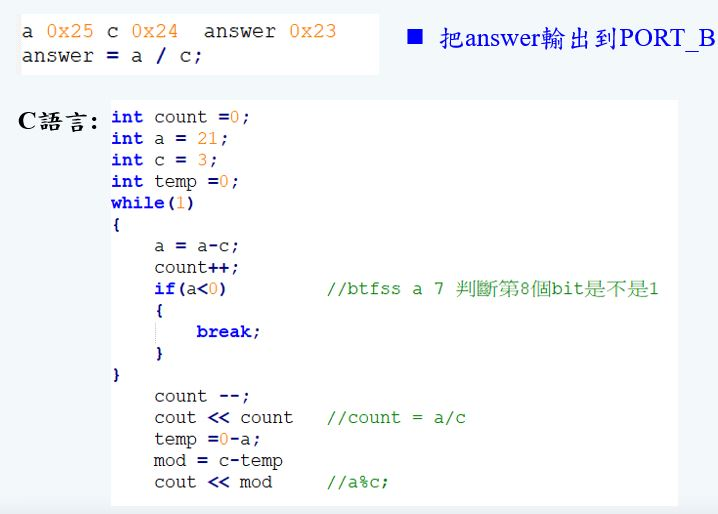 a 0x25 c 0x24  answer 0x23
answer = a / c;
■ 把answer輸出到PORT_B
C語言:
int count =0;
int a = 21;
int c = 3;
int temp =0;
while(1)
{
    a = a-c;
    count++;
    if(a<0)          //btfss a 7 判斷第8個bit是不是1
    {
        break;
    }
}
    count --;
    cout << count   //count = a/c
    temp =0-a;
    mod = c-temp
    cout << mod     //a%c;